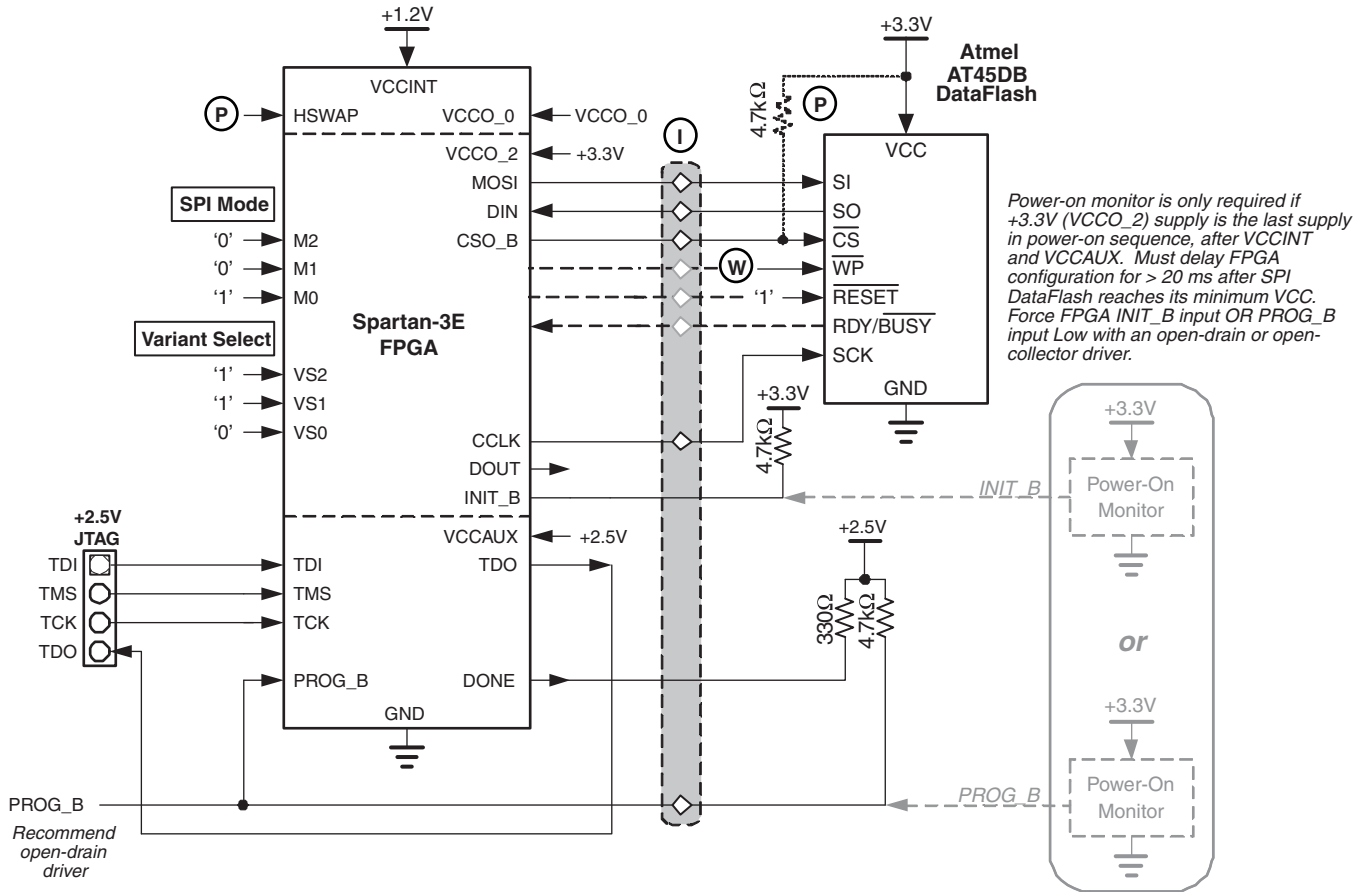 +1.2V
+3.3V
Atmel
AT45DB
DataFlash
VCCINT
P
HSWAP
VCCO_0
VCCO_0
4.7kΩ
P
I
VCC
VCCO_2
+3.3V
MOSI
SI
DIN
SO
CSO_B
CS
W
WP
'1'
RESET
RDY/BUSY
SCK
GND
SPI Mode
'0'
M2
'0'
M1
'1'
M0
Spartan-3E
FPGA
Variant Select
'1'
VS2
'1'
VS1
'0'
VS0
Power-on monitor is only required if
+3.3V (VCCO_2) supply is the last supply
in power-on sequence, after VCCINT
and VCCAUX. Must delay FPGA
configuration for > 20 ms after SPI
DataFlash reaches its minimum VCC.
Force FPGA INIT_B input OR PROG_B
input Low with an open-drain or open-
collector driver.
+3.3V
4.7kΩ
CCLK
DOUT
INIT_B
INIT_B
+3.3V
Power-On
Monitor
or
+3.3V
Power-On
Monitor
PROG_B
+2.5V
JTAG
TDI
TMS
TCK
TDO
TDI
TMS
TCK
VCCAUX
+2.5V
TDO
+2.5V
330Ω
4.7kΩ
PROG_B
DONE
GND
PROG_B
Recommend
open-drain
driver